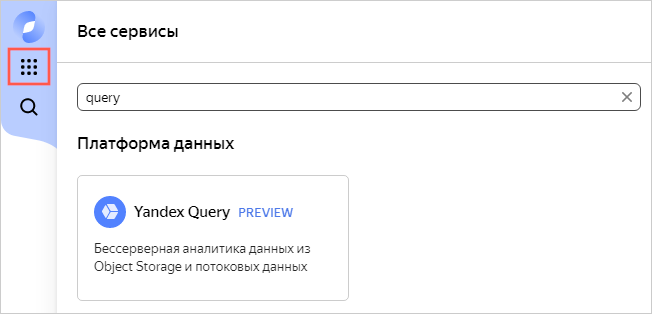 Все сервисы
query
Платформа данных
Yandex Query PREVIEW
Бессерверная аналитика данных из
Object Storage и потоковых данных